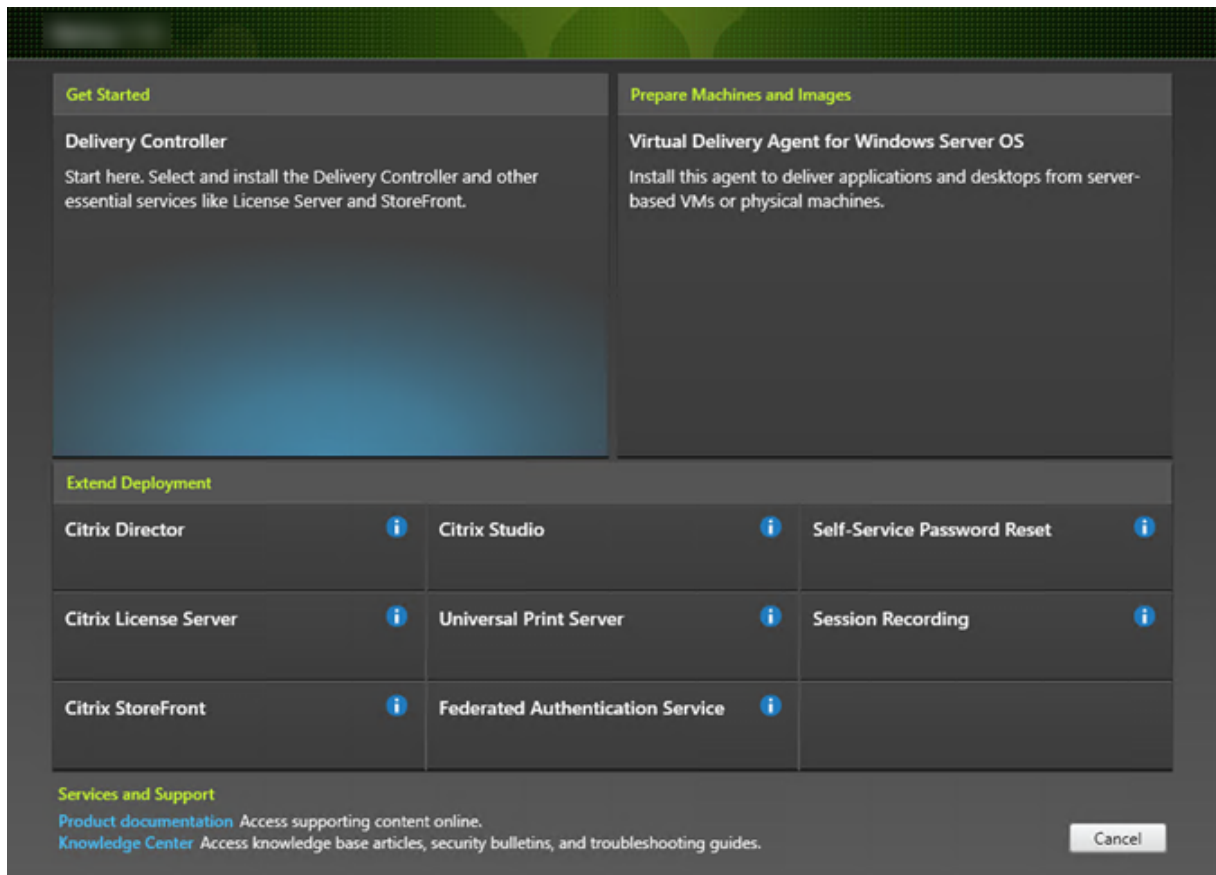 Get Started
Prepare Machines and Images
Delivery Controller
Start here. Select and install the Delivery Controller and other
essential services like License Server and StoreFront.
Virtual Delivery Agent for Windows Server OS
Install this agent to deliver applications and desktops from server-
based VMs or physical machines.
Extend Deployment
Citrix Director
Citrix Studio
Self-Service Password Reset
Citrix License Server
Universal Print Server
Session Recording
Citrix StoreFront
Federated Authentication Service
Services and Support
Product documentation Access supporting content online.
Knowledge Center Access knowledge base articles, security bulletins, and troubleshooting guides.
Cancel